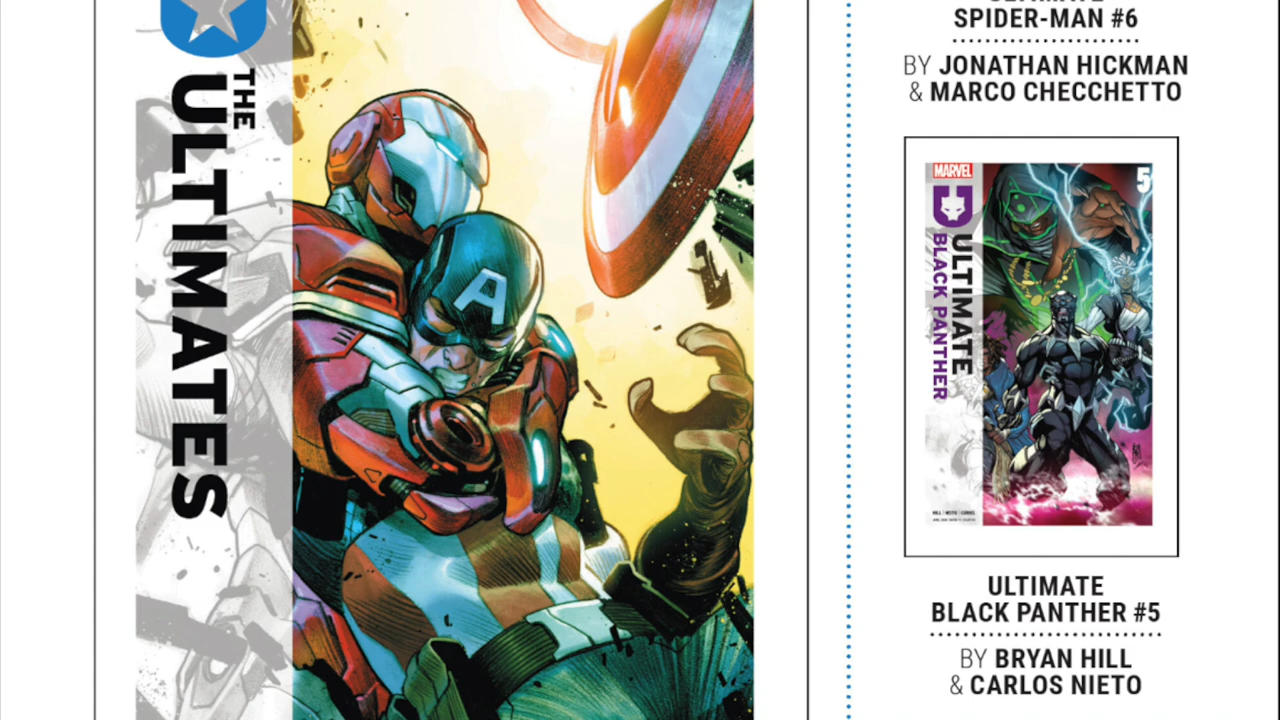 THE
ULTIMATES
A
SPIDER-MAN #6
BY JONATHAN HICKMAN
& MARCO CHECCHETTO
MARVEL
5
ULTIMATE
BLACK PANTHER
ULTIMATE
BLACK PANTHER #5
BY BRYAN HILL
& CARLOS NIETO